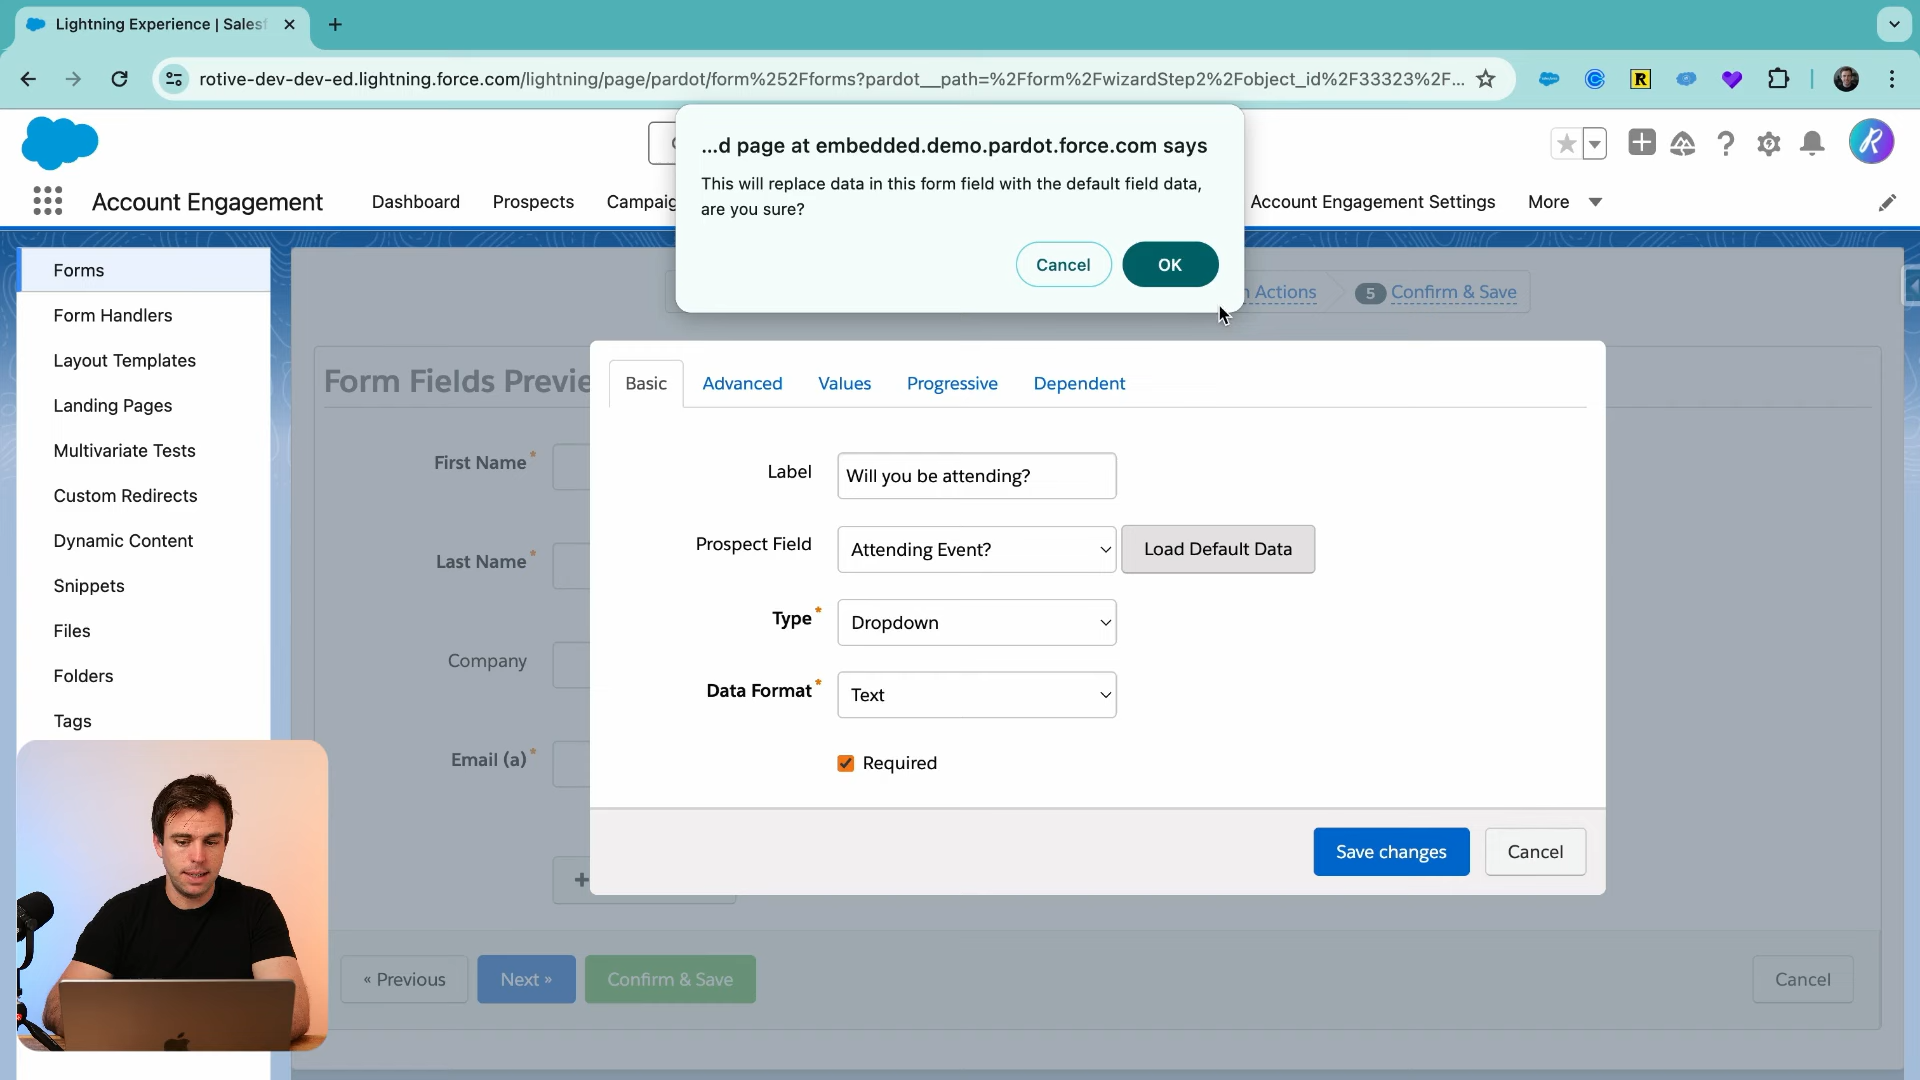 Lightning Experience | Sales
rotive-dev-dev-ed.lightning.force.com/lightning/page/pardot/form%252Fforms?pardot__path=%2Fform%2FwizardStep2%2Fobject_id%2F33323%2F...
...d page at embedded.demo.pardot.force.com says
This will replace data in this form field with the default field data,
are you sure?
Cancel
OK
Account Engagement
Dashboard
Prospects
Campaig
Account Engagement Settings
More
Forms
Form Handlers
Layout Templates
Landing Pages
Multivariate Tests
Custom Redirects
Dynamic Content
Snippets
Files
Folders
Tags
n Actions
5 Confirm & Save
Form Fields Previe
First Name*
Last Name*
Company
Email (a)*
+
Basic
Advanced
Values
Progressive
Dependent
Label
Will you be attending?
Prospect Field
Attending Event?
Load Default Data
Type*
Dropdown
Data Format*
Text
Required
Save changes
Cancel
« Previous
Next »
Confirm & Save
Cancel